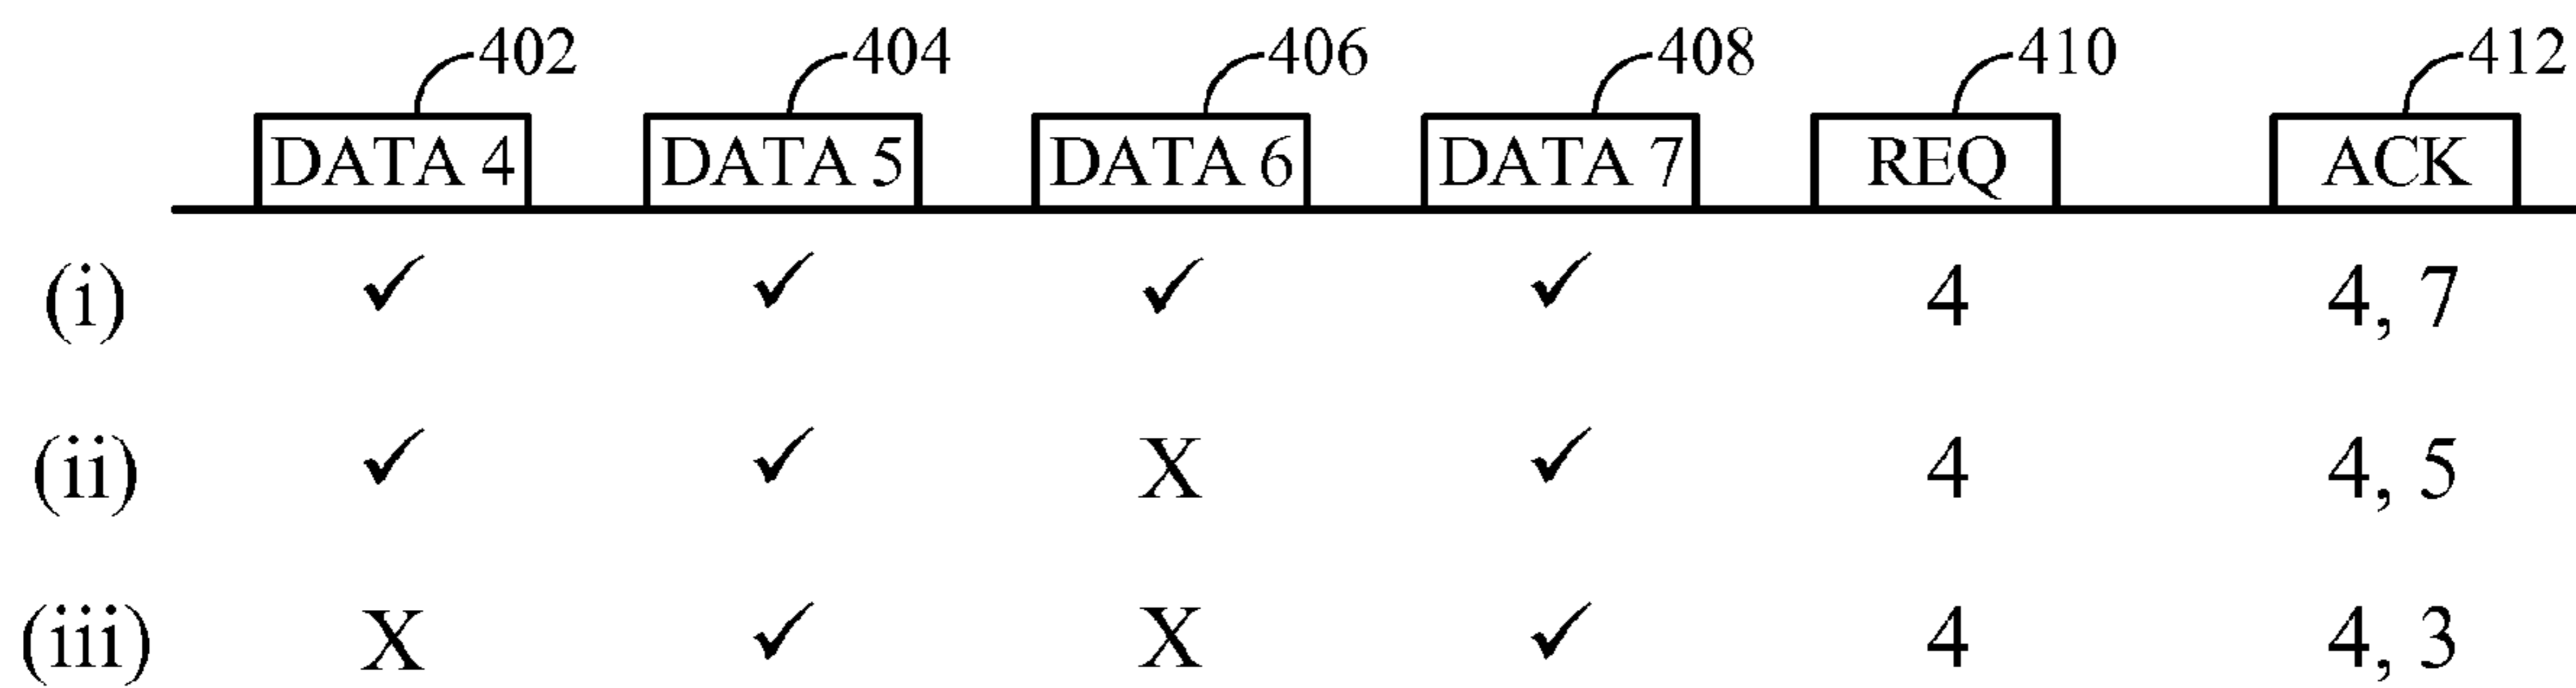 402 404 406 408 410 412
DATA 4 DATA 5 DATA 6 DATA 7 REQ ACK
(i) ✓ ✓ ✓ ✓ 4 4, 7
(ii) ✓ ✓ X ✓ 4 4, 5
(iii) X ✓ X ✓ 4 4, 3